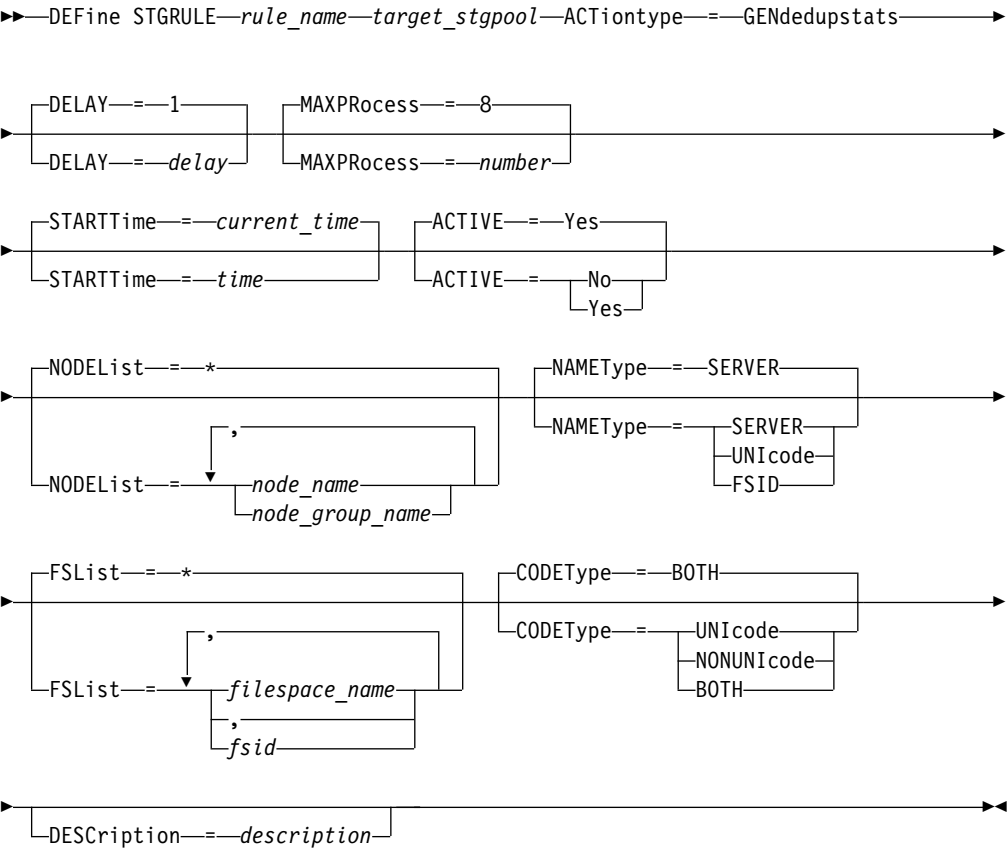 DEFine STGRULE rule_name target_stgpool ACTiontype = GENdedupstats
DELAY = 1 MAXPRocess = 8
DELAY = delay MAXPRocess = number
STARTTime = current_time ACTIVE = Yes
STARTTime = time ACTIVE = No
Yes
NODEList = * NAMEType = SERVER
, NAMEType = SERVER
UNIcode
NODEList = node_name FSID
node_group_name
FSList = * CODEType = BOTH
, CODEType = UNIcode
NONUNIcode
FSList = filespace_name BOTH
,
fsid
DESCription = description